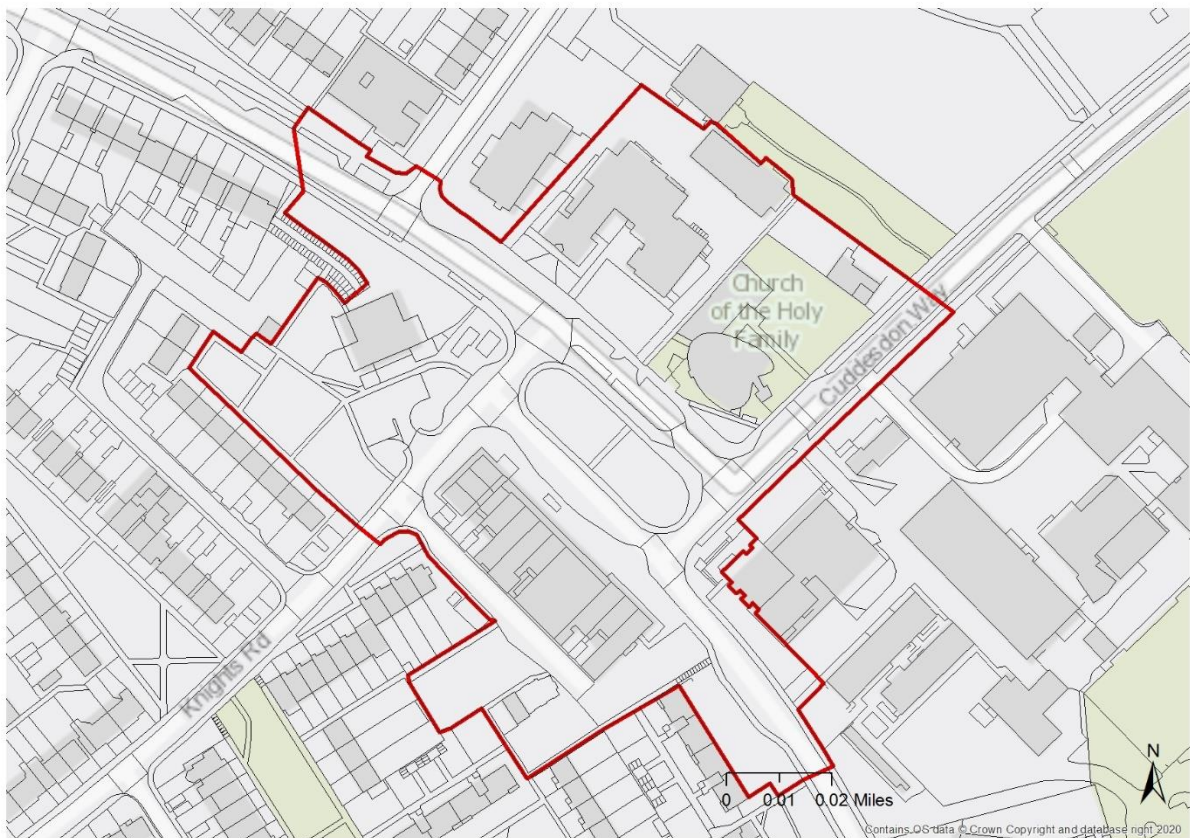 Church
of the Holy
Family
Cuddesdon Way
Knights Rd
N
0 0.01 0.02 Miles
Contains OS data © Crown Copyright and database right 2020